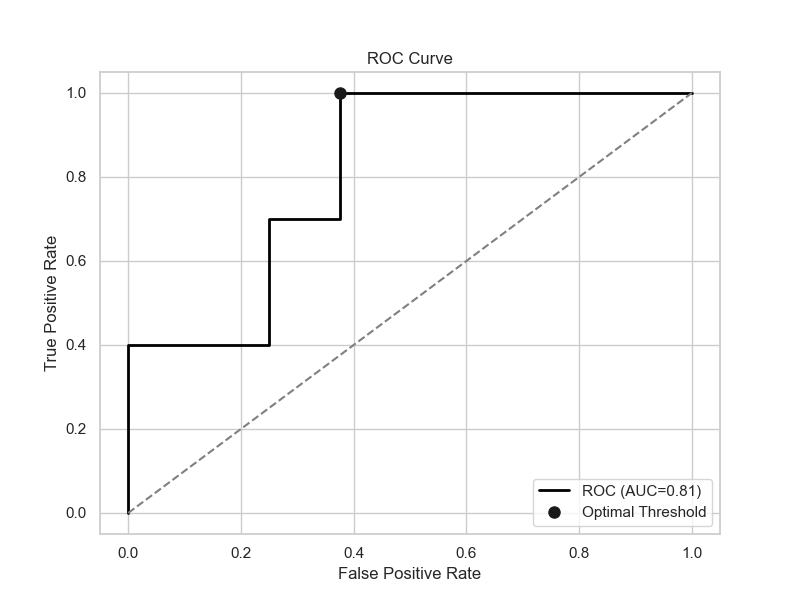 ROC Curve
1.0
0.8
0.6
0.4
0.2
0.0
True Positive Rate
0.0 0.2 0.4 0.6 0.8 1.0
False Positive Rate
ROC (AUC=0.81)
Optimal Threshold